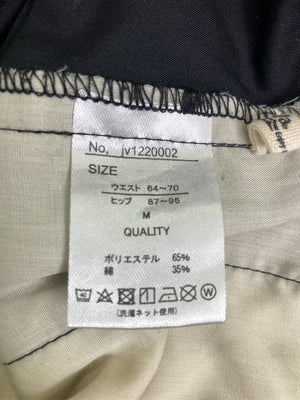 No. jv1220002
SIZE
ウエスト 64〜70
ヒップ 87〜95
M
QUALITY
ポリエステル 65%
綿 35%
(洗濯ネット使用)